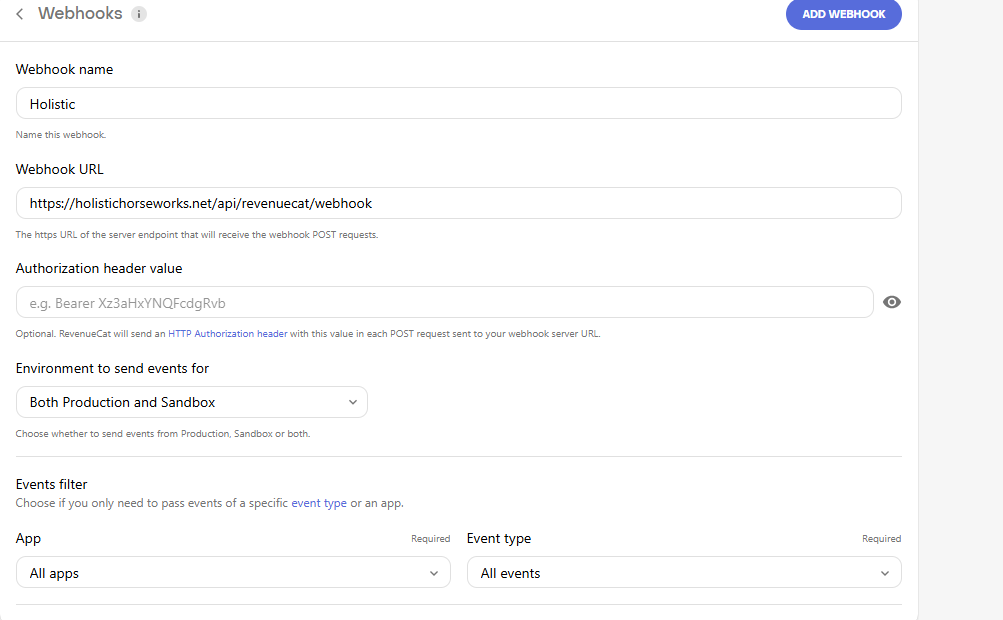 Webhooks
ADD WEBHOOK
Webhook name
Holistic
Name this webhook.
Webhook URL
https://holistichorseworks.net/api/revenuecat/webhook
The https URL of the server endpoint that will receive the webhook POST requests.
Authorization header value
e.g. Bearer Xz3aHxYNQFcdgRvb
Optional. RevenueCat will send an HTTP Authorization header with this value in each POST request sent to your webhook server URL.
Environment to send events for
Both Production and Sandbox
Choose whether to send events from Production, Sandbox or both.
Events filter
Choose if you only need to pass events of a specific event type or an app.
App Required Event type Required
All apps All events